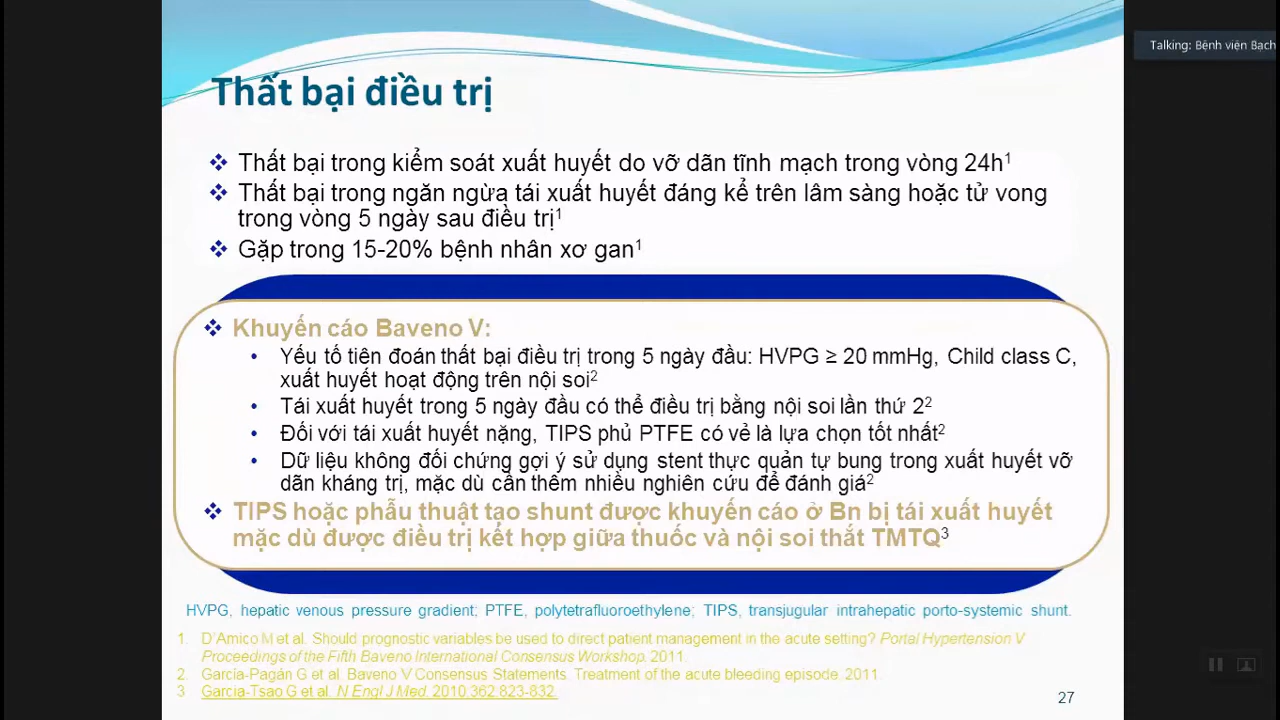 Talking: Bệnh viện Bạch
Thất bại điều trị
❖ Thất bại trong kiểm soát xuất huyết do vỡ dãn tĩnh mạch trong vòng 24h¹
❖ Thất bại trong ngăn ngừa tái xuất huyết đáng kể trên lâm sàng hoặc tử vong
trong vòng 5 ngày sau điều trị¹
❖ Gặp trong 15-20% bệnh nhân xơ gan¹
❖ Khuyến cáo Baveno V:
• Yếu tố tiên đoán thất bại điều trị trong 5 ngày đầu: HVPG ≥ 20 mmHg, Child class C,
xuất huyết hoạt động trên nội soi²
• Tái xuất huyết trong 5 ngày đầu có thể điều trị bằng nội soi lần thứ 2²
• Đối với tái xuất huyết nặng, TIPS phủ PTFE có vẻ là lựa chọn tốt nhất²
• Dữ liệu không đối chứng gợi ý sử dụng stent thực quản tự bung trong xuất huyết vỡ
dãn kháng trị, mặc dù cần thêm nhiều nghiên cứu để đánh giá²
❖ TIPS hoặc phẫu thuật tạo shunt được khuyến cáo ở Bn bị tái xuất huyết
mặc dù được điều trị kết hợp giữa thuốc và nội soi thắt TMTQ³
HVPG, hepatic venous pressure gradient; PTFE, polytetrafluoroethylene; TIPS, transjugular intrahepatic porto-systemic shunt.
1. D'Amico M et al. Should prognostic variables be used to direct patient management in the acute setting? Portal Hypertension V
Proceedings of the Fifth Baveno International Consensus Workshop. 2011.
2. García-Pagán G et al. Baveno V Consensus Statements. Treatment of the acute bleeding episode. 2011.
3 Garcia-Tsao G et al. N Engl J Med. 2010.362.823-832.
27